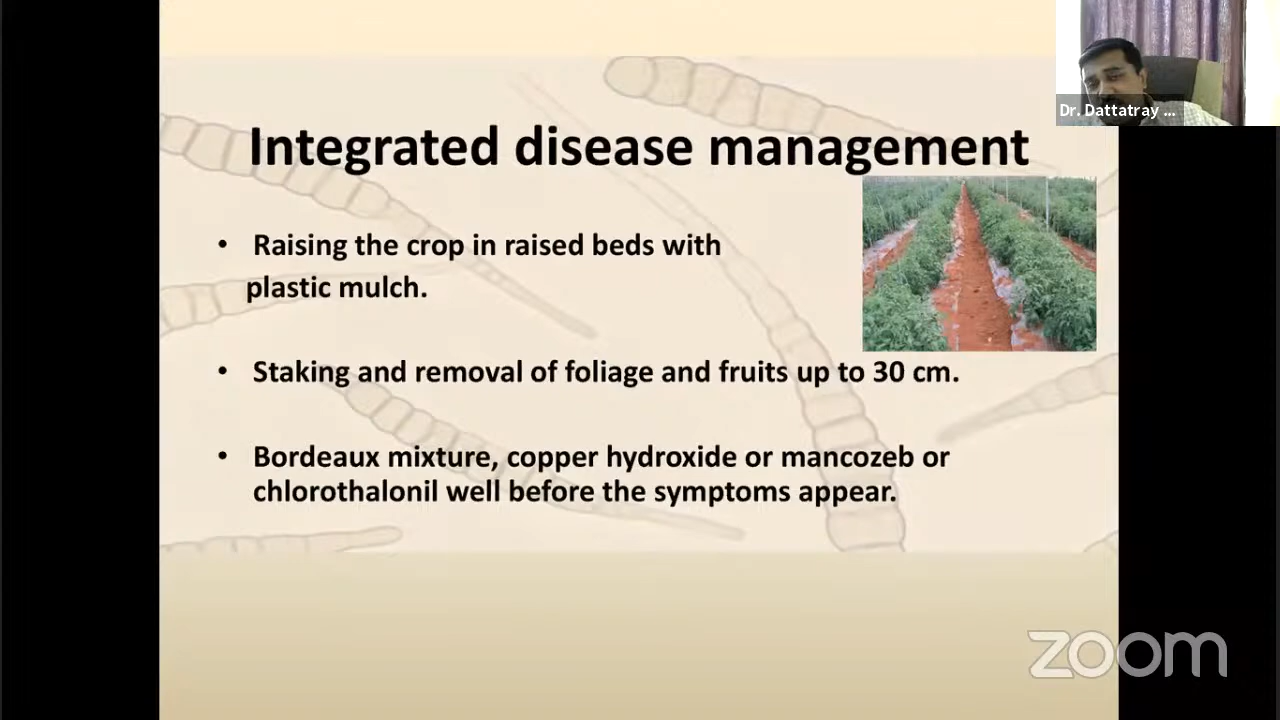 Dr. Dattatray ...
Integrated disease management
• Raising the crop in raised beds with
plastic mulch.
• Staking and removal of foliage and fruits up to 30 cm.
• Bordeaux mixture, copper hydroxide or mancozeb or
chlorothalonil well before the symptoms appear.
zoom